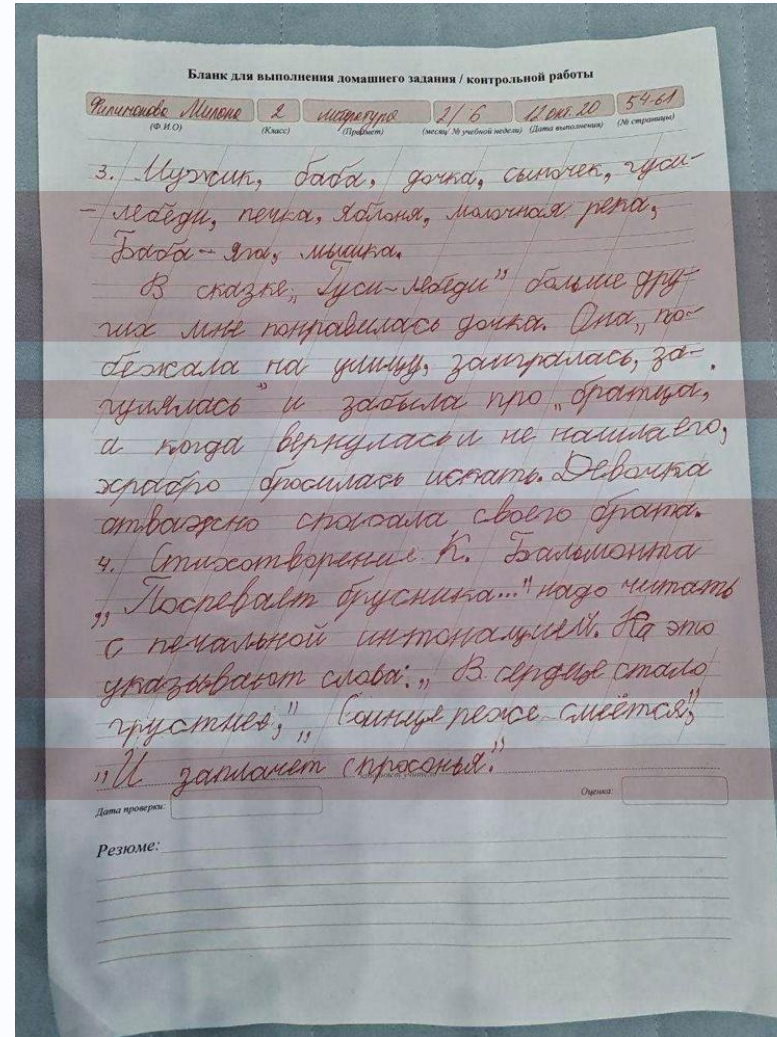 Бланк для выполнения домашнего задания / контрольной работы
Филимонова Милана 2 литература 2/6 12 окт. 20 54-61
(Ф.И.О) (Класс) (Предмет) (месяц/ № учебной недели) (Дата выполнения) (№ страницы)
3. Мужик, баба, дочка, сыночек, гуси-
- лебеди, печка, яблоня, молочная река,
Баба-яга, мышка.
В сказке „Гуси-лебеди" больше дру-
гих мне понравилась дочка. Она „по-
бежала на улицу, заигралась, за-
гулялась" и забыла про „братца,
а когда вернулась и не нашла его,
храбро бросилась искать. Девочка
отважно спасала своего брата.
4. Стихотворение К. Бальмонта
„Поспевает брусника..." надо читать
с печальной интонацией. На это
указывают слова: „В сердце стало
грустнее", „Солнце реже смеётся",
„И заплачет спросонья."
Дата проверки: Оценка:
Резюме: